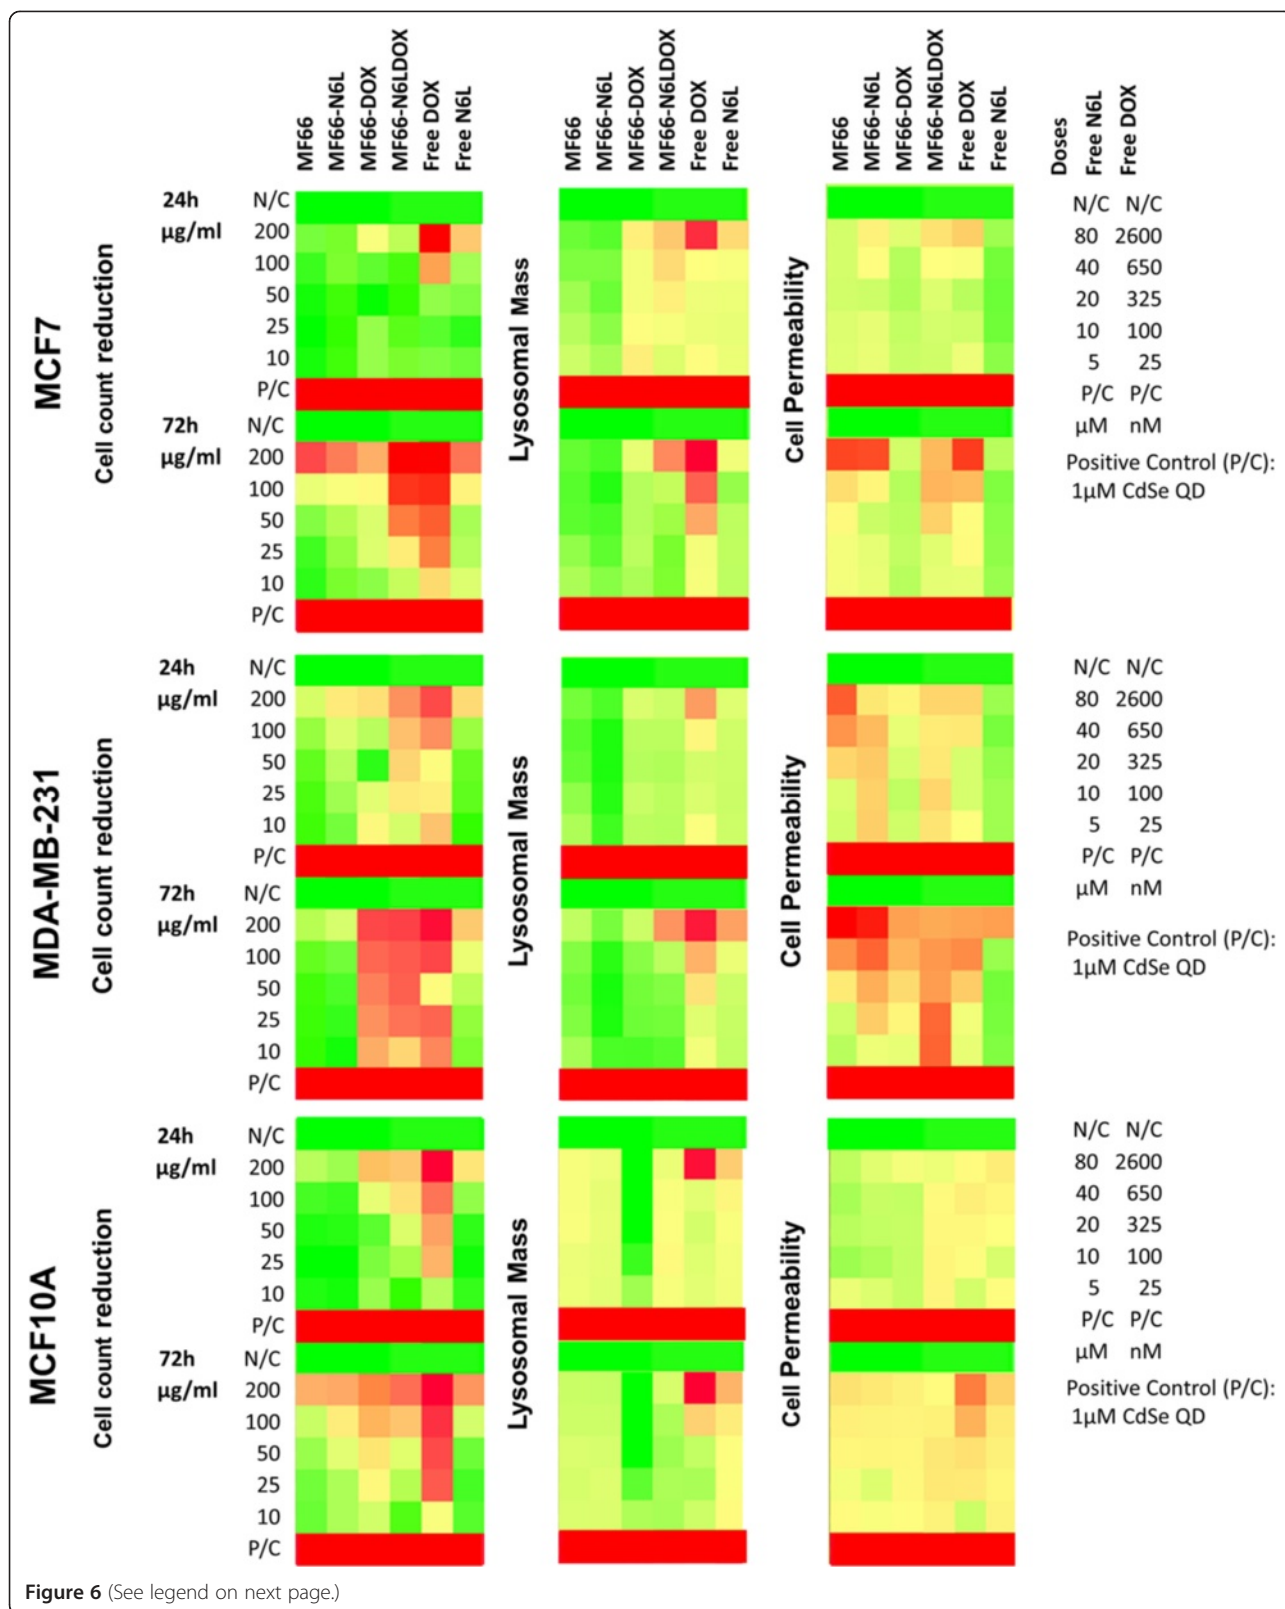 MF66
MF66-N6L
MF66-DOX
MF66-N6LDOX
Free DOX
Free N6L
MF66
MF66-N6L
MF66-DOX
MF66-N6LDOX
Free DOX
Free N6L
MF66
MF66-N6L
MF66-DOX
MF66-N6LDOX
Free DOX
Free N6L
Doses
Free N6L
Free DOX
MCF7
Cell count reduction
24h
µg/ml
N/C
200
100
50
25
10
P/C
72h
µg/ml
N/C
200
100
50
25
10
P/C
Lysosomal Mass
Cell Permeability
N/C N/C
80 2600
40 650
20 325
10 100
5 25
P/C P/C
µM nM
Positive Control (P/C):
1µM CdSe QD
MDA-MB-231
Cell count reduction
24h
µg/ml
N/C
200
100
50
25
10
P/C
72h
µg/ml
N/C
200
100
50
25
10
P/C
Lysosomal Mass
Cell Permeability
N/C N/C
80 2600
40 650
20 325
10 100
5 25
P/C P/C
µM nM
Positive Control (P/C):
1µM CdSe QD
MCF10A
Cell count reduction
24h
µg/ml
N/C
200
100
50
25
10
P/C
72h
µg/ml
N/C
200
100
50
25
10
P/C
Lysosomal Mass
Cell Permeability
N/C N/C
80 2600
40 650
20 325
10 100
5 25
P/C P/C
µM nM
Positive Control (P/C):
1µM CdSe QD
Figure 6 (See legend on next page.)